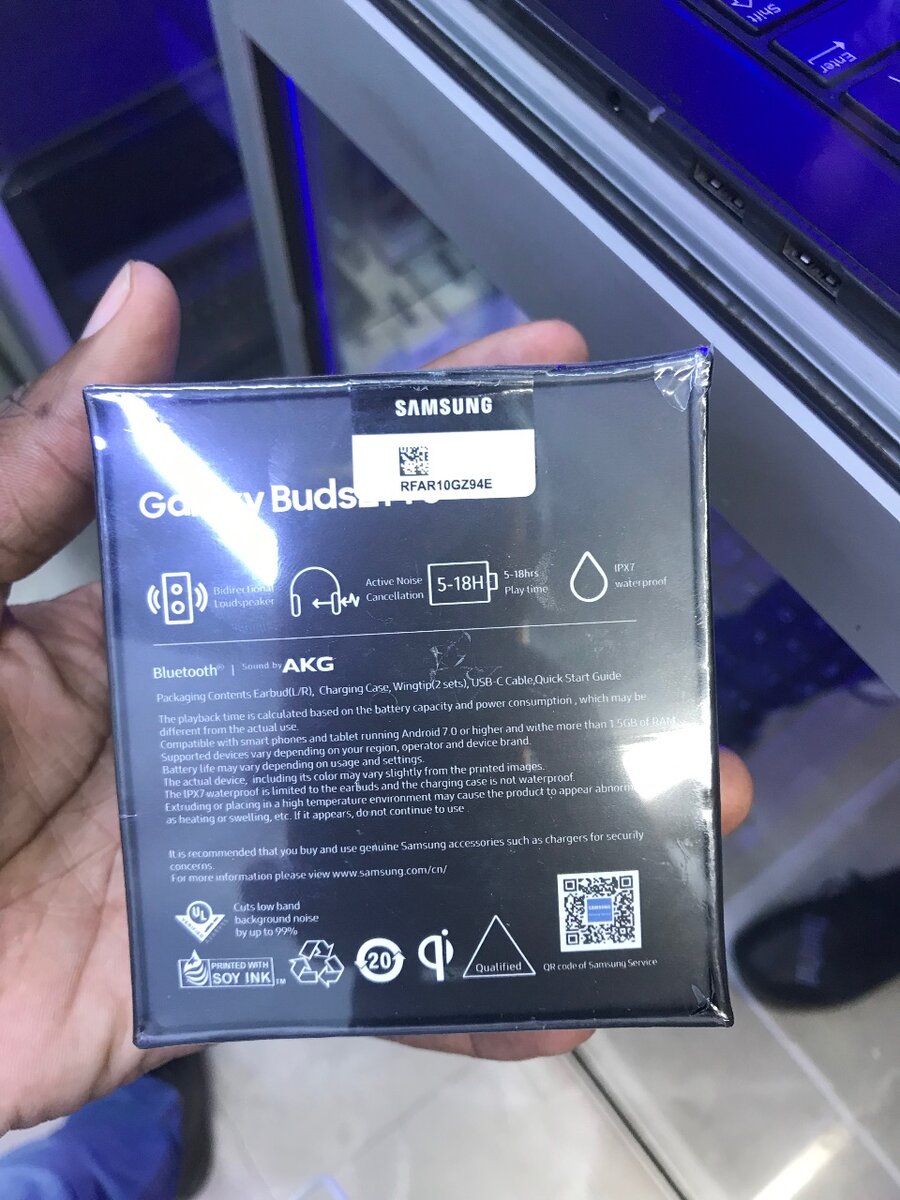 Shift
Enter
SAMSUNG
RFAR10GZ94E
Galaxy Buds
Bidirectional
Loudspeaker
Active Noise
Cancellation
5-18H
5-18hrs
Play time
IPX7
waterproof
Bluetooth® | Sound by AKG
Packaging Contents Earbud(L/R), Charging Case, Wingtip(2 sets), USB-C Cable,Quick Start Guide
The playback time is calculated based on the battery capacity and power consumption , which may be
different from the actual use.
Compatible with smart phones and tablet running Android 7.0 or higher and withe more than 1.5GB of RAM.
Supported devices vary depending on your region, operator and device brand.
Battery life may vary depending on usage and settings.
The actual device, including its color may vary slightly from the printed images.
The IPX7 waterproof is limited to the earbuds and the charging case is not waterproof.
Extruding or placing in a high temperature environment may cause the product to appear
as heating or swelling, etc. If it appears, do not continue to use .
It is recommended that you buy and use genuine Samsung accessories such as chargers for security
concerns.
For more information please view www.samsung.com/cn/
UL
Cuts low band
background noise
by up to 99%
PRINTED WITH
SOY INK TM
20
qi
Qualified
SAMSUNG
QR code of Samsung Service